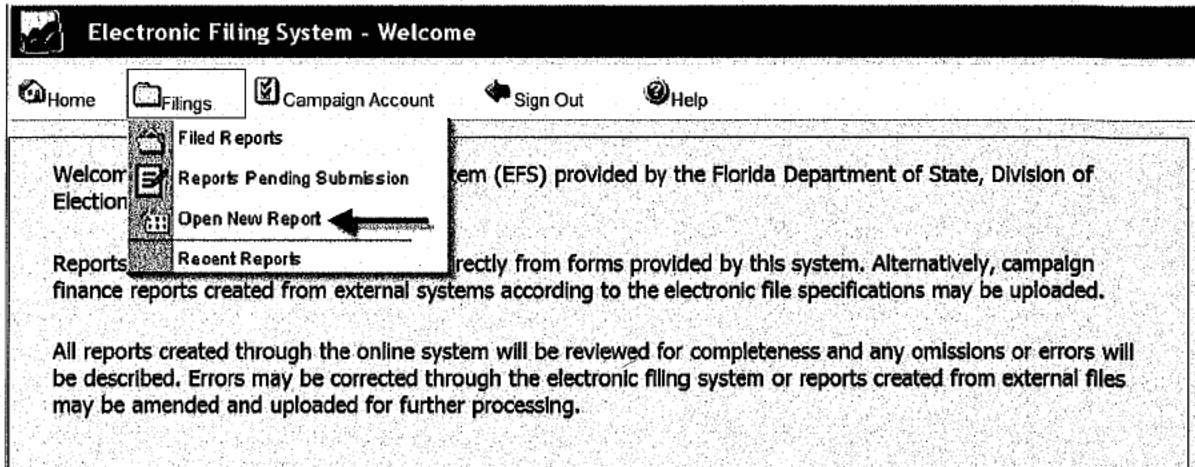 Electronic Filing System - Welcome
Home Filings Campaign Account Sign Out Help
Filed Reports
Reports Pending Submission
Open New Report
Recent Reports
Welcom em (EFS) provided by the Florida Department of State, Division of
Election
Reports rectly from forms provided by this system. Alternatively, campaign
finance reports created from external systems according to the electronic file specifications may be uploaded.
All reports created through the online system will be reviewed for completeness and any omissions or errors will
be described. Errors may be corrected through the electronic filing system or reports created from external files
may be amended and uploaded for further processing.